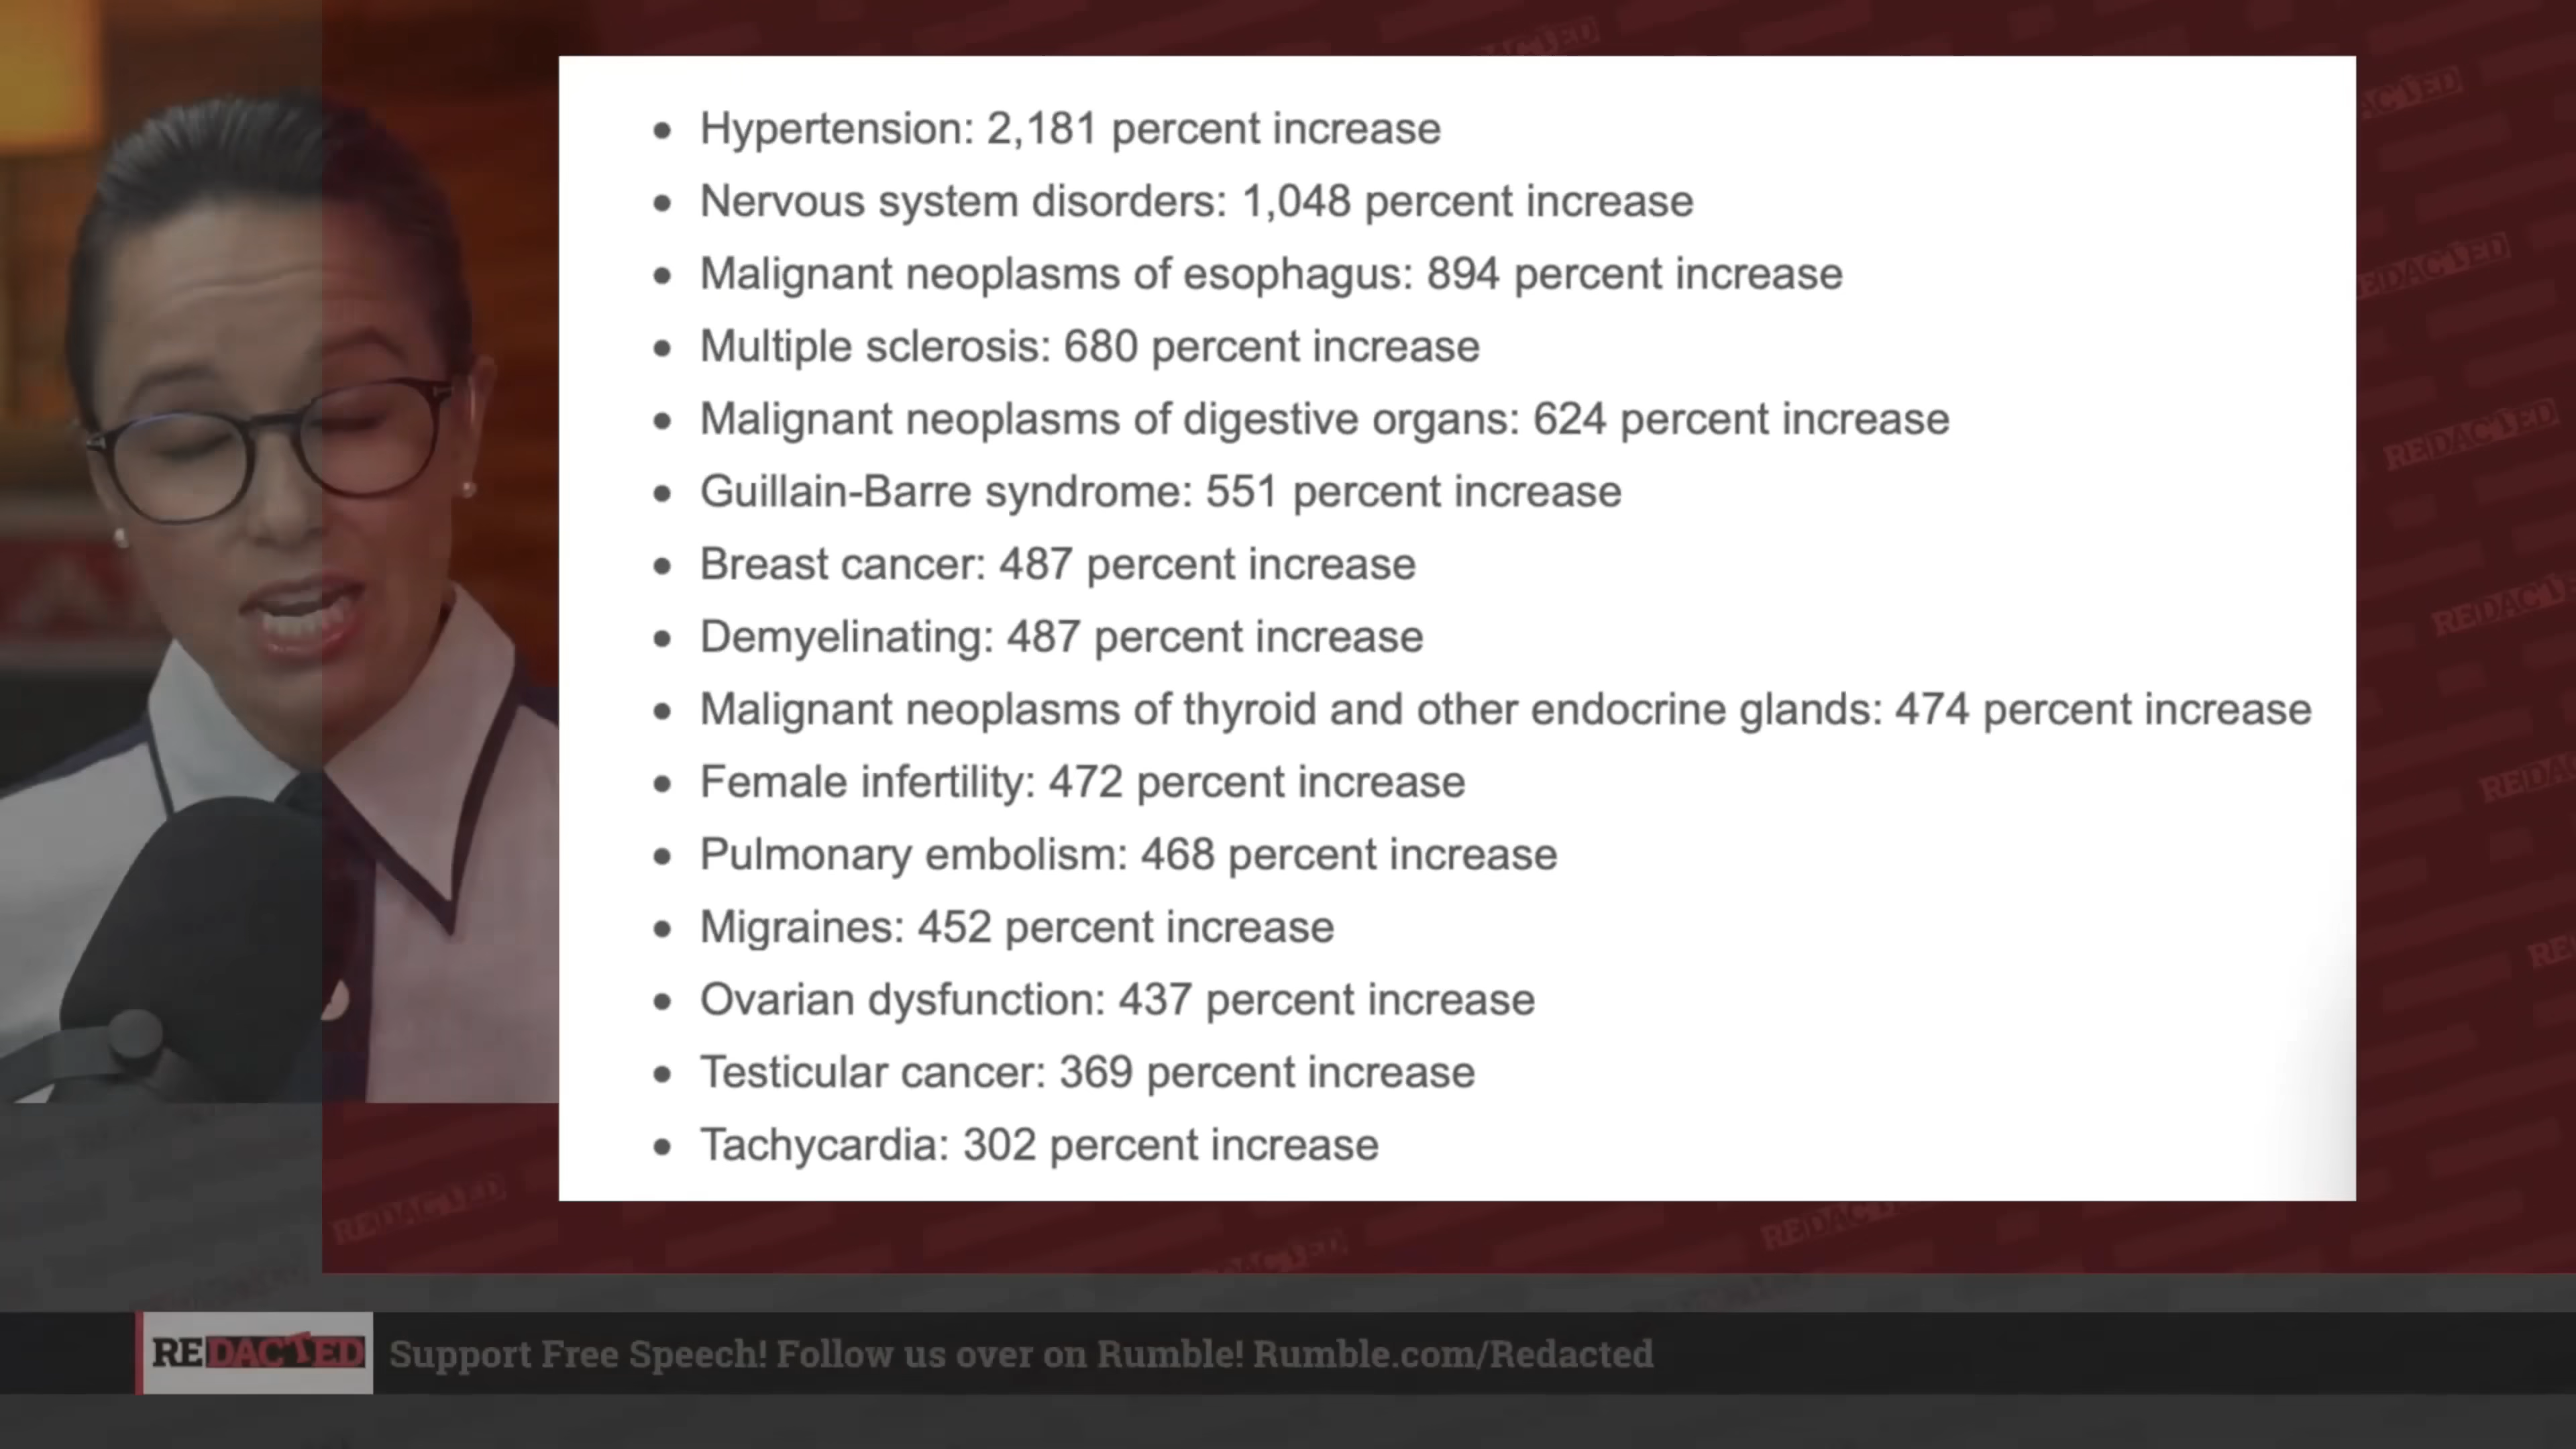 Hypertension: 2,181 percent increase
Nervous system disorders: 1,048 percent increase
Malignant neoplasms of esophagus: 894 percent increase
Multiple sclerosis: 680 percent increase
Malignant neoplasms of digestive organs: 624 percent increase
Guillain-Barre syndrome: 551 percent increase
Breast cancer: 487 percent increase
Demyelinating: 487 percent increase
Malignant neoplasms of thyroid and other endocrine glands: 474 percent increase
Female infertility: 472 percent increase
Pulmonary embolism: 468 percent increase
Migraines: 452 percent increase
Ovarian dysfunction: 437 percent increase
Testicular cancer: 369 percent increase
Tachycardia: 302 percent increase
REDACTED
REDACTED
REDACTED Support Free Speech! Follow us over on Rumble! Rumble.com/Redacted